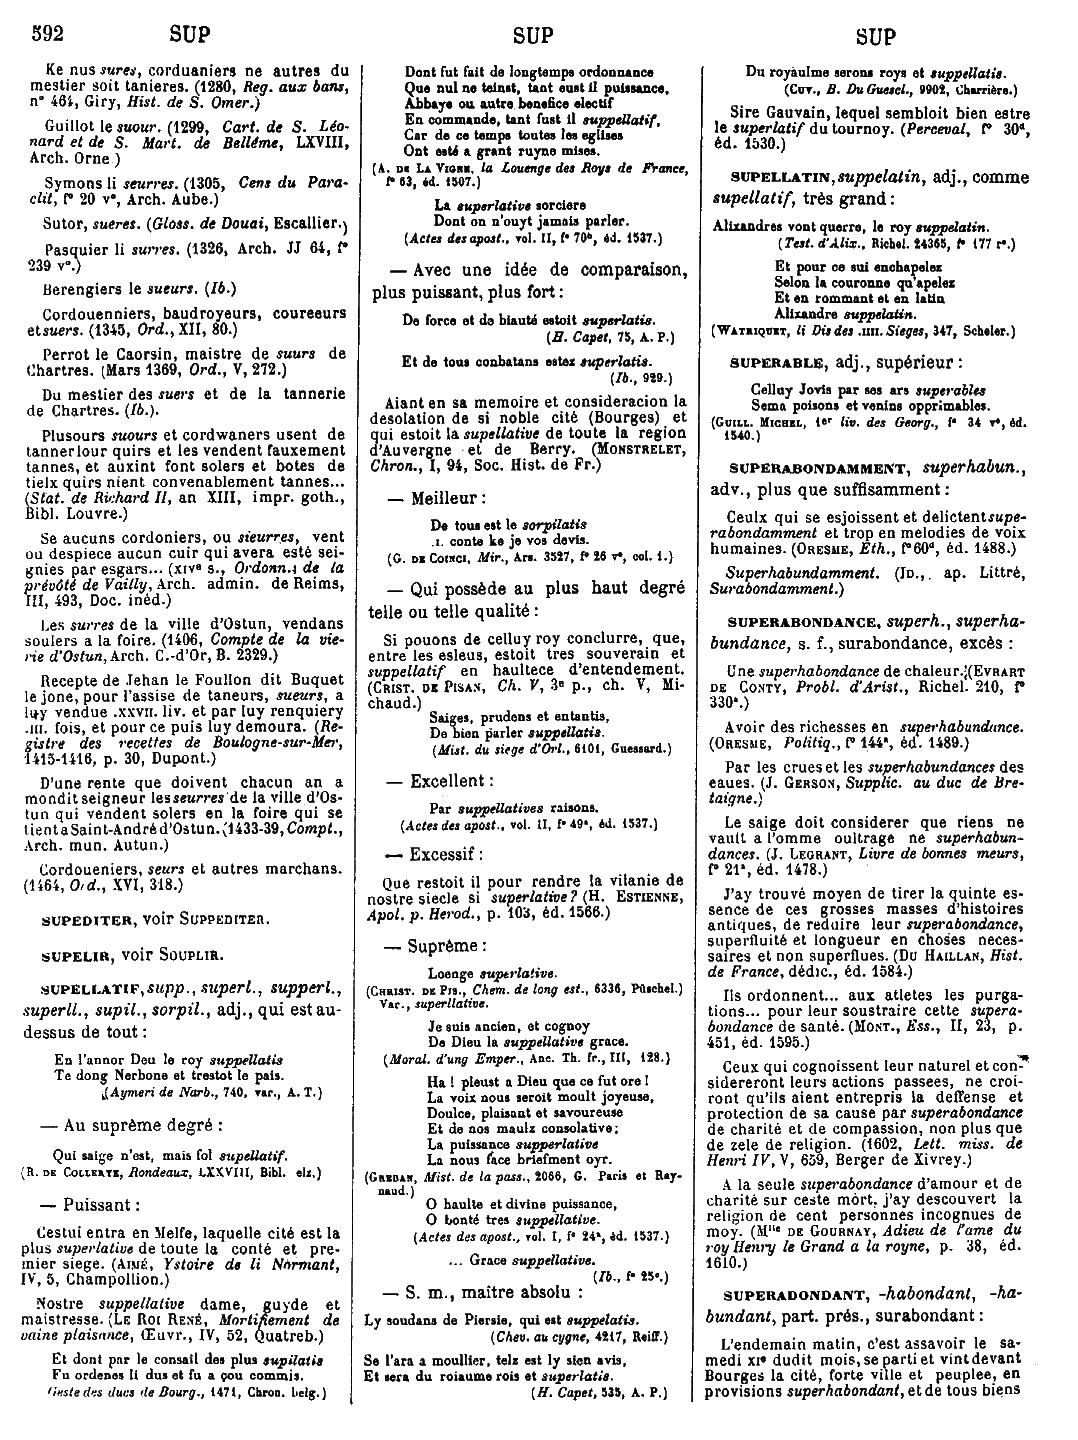 592 SUP SUP SUP
Ke nus sures, corduaniers ne autres du
mestier soit tanieres. (1280, Reg. aux bans,
n° 464, Giry, Hist. de S. Omer.)
Guillot le suour. (1299, Cart. de S. Léo-
nard et de S. Mart. de Bellême, LXVIII,
Arch. Orne )
Symons li seurres. (1305, Cens du Para-
clit, f° 20 v°, Arch. Aube.)
Sutor, sueres. (Gloss. de Douai, Escallier.)
Pasquier li surres. (1326, Arch. JJ 64, f°
239 v°.)
Berengiers le sueurs. (Ib.)
Cordouenniers, baudroyeurs, coureeurs
et suers. (1345, Ord., XII, 80.)
Perrot le Caorsin, maistre de suurs de
Chartres. (Mars 1369, Ord., V, 272.)
Du mestier des suers et de la tannerie
de Chartres. (Ib.).
Plusours suours et cordwaners usent de
tanner lour quirs et les vendent fauxement
tannes, et auxint font solers et botes de
tielx quirs nient convenablement tannes...
(Stat. de Richard II, an XIII, impr. goth.,
Bibl. Louvre.)
Se aucuns cordoniers, ou sieurres, vent
ou despiece aucun cuir qui avera esté sei-
gnies par esgars... (XIVe s., Ordonn. de la
prévôté de Vailly, Arch. admin. de Reims,
III, 493, Doc. inéd.)
Les surres de la ville d'Ostun, vendans
soulers a la foire. (1406, Compte de la vie-
rie d'Ostun, Arch. C.-d'Or, B. 2329.)
Recepte de Jehan le Foullon dit Buquet
le jone, pour l'assise de taneurs, sueurs, a
luy vendue .XXVII. liv. et par luy renquiery
.III. fois, et pour ce puis luy demoura. (Re-
gistre des recettes de Boulogne-sur-Mer,
1415-1416, p. 30, Dupont.)
D'une rente que doivent chacun an a
mondit seigneur les seurres de la ville d'Os-
tun qui vendent solers en la foire qui se
tient a Saint-André d'Ostun. (1433-39, Compt.,
Arch. mun. Autun.)
Cordoueniers, seurs et autres marchans.
(1464, Ord., XVI, 318.)
SUPEDITER, voir SUPPEDITER.
SUPELIR, voir SOUPLIR.
SUPELLATIF, supp., superl., supperl.,
superll., supil., sorpil., adj., qui est au-
dessus de tout :
En l'annor Deu le roy suppellatis
Te dong Nerbone et trestot le pais.
(Aymeri de Narb., 740, var., A. T.)
— Au suprême degré :
Qui saige n'est, mais fol supellatif.
(R. DE COLLERYE, Rondeaux, LXXVIII, Bibl. elz.)
— Puissant :
Cestui entra en Melfe, laquelle cité est la
plus superlative de toute la conté et pre-
mier siege. (AIMÉ, Ystoire de li Normant,
IV, 5, Champollion.)
Nostre suppellative dame, guyde et
maistresse. (LE ROI RENÉ, Mortifiement de
vaine plaisance, Œuvr., IV, 52, Quatreb.)
Et dont par le consail des plus supilatis
Fu ordenes li dus et fu a çou commis.
(Geste des ducs de Bourg., 1471, Chron. belg.)
Dont fut fait de longtemps ordonnance
Que nul ne teinst, tant eust il puissance,
Abbaye ou autre benefice electif
En commande, tant fust il suppellatif,
Car de ce temps toutes les eglises
Ont esté a grant ruyne mises.
(A. DE LA VIGNE, la Louenge des Roys de France,
f° 63, éd. 1507.)
La superlative sorciere
Dont on n'ouyt jamais parler.
(Actes des apost., vol. II, f° 70b, éd. 1537.)
— Avec une idée de comparaison,
plus puissant, plus fort :
De force et de biauté estoit superlatis.
(H. Capet, 75, A. P.)
Et de tous conbatans estez superlatis.
(Ib., 929.)
Aiant en sa memoire et consideracion la
desolation de si noble cité (Bourges) et
qui estoit la supellative de toute la region
d'Auvergne et de Berry. (MONSTRELET,
Chron., I, 94, Soc. Hist. de Fr.)
— Meilleur :
De tous est le sorpilatis
.I. conte ke je vos devis.
(G. DE COINCI, Mir., Ars. 3527, f° 26 v°, col. 1.)
— Qui possède au plus haut degré
telle ou telle qualité :
Si pouons de celluy roy conclurre, que,
entre les esleus, estoit tres souverain et
suppellatif en haultece d'entendement.
(CRIST. DE PISAN, Ch. V, 3e p., ch. V, Mi-
chaud.)
Saiges, prudens et entantis,
De bien parler suppellatis.
(Mist. du siege d'Orl., 6101, Guessard.)
— Excellent :
Par suppellatives raisons.
(Actes des apost., vol. II, f° 49a, éd. 1537.)
— Excessif :
Que restoit il pour rendre la vilanie de
nostre siecle si superlative ? (H. ESTIENNE,
Apol. p. Herod., p. 103, éd. 1566.)
— Suprême :
Loenge superlative.
(CHRIST. DE PIS., Chem. de long est., 6336, Püschel.)
Var., superllative.
Je suis ancien, et cognoy
De Dieu la suppellative grace.
(Moral. d'ung Emper., Anc. Th. fr., III, 128.)
Ha ! pleust a Dieu que ce fut ore !
La voix nous seroit moult joyeuse,
Doulce, plaisant et savoureuse
Et de nos maulz consolative;
La puissance supperlative
La nous face briefment oyr.
(GREBAN, Mist. de la pass., 2066, G. Paris et Ray-
naud.)
O haulte et divine puissance,
O bonté tres suppellative.
(Actes des apost., vol. I, f° 24a, éd. 1537.)
... Grace suppellative.
(Ib., f° 25c.)
— S. m., maître absolu :
Ly soudans de Piersie, qui est suppelatis.
(Chev. au cygne, 4217, Reiff.)
Se l'ara a moullier, telz est ly sien avis,
Et sera du roiaume rois et superlatis.
(H. Capet, 535, A. P.)
Du royaulme serons roys et suppellatis.
(CUV., B. Du Guescl., 9902, Charrière.)
Sire Gauvain, lequel sembloit bien estre
le superlatif du tournoy. (Perceval, f° 30d,
éd. 1530.)
SUPELLATIN, suppelatin, adj., comme
supellatif, très grand :
Alixandres vont querre, le roy suppelatin.
(Test. d'Alix., Richel. 24365, f° 177 r°.)
Et pour ce sui enchapelez
Selon la couronne qu'apelez
Et en rommant et en latin
Alixandre suppelatin.
(WATRIQUET, li Dis des .IIII. Sieges, 347, Scheler.)
SUPERABLE, adj., supérieur :
Celluy Jovis par ses ars superables
Sema poisons et venins opprimables.
(GUILL. MICHEL, 1er liv. des Georg., f° 34 v°, éd.
1540.)
SUPERABONDAMMENT, superhabun.,
adv., plus que suffisamment :
Ceulx qui se esjoissent et delictent supe-
rabondamment et trop en melodies de voix
humaines. (ORESME, Eth., f° 60d, éd. 1488.)
Superhabundamment. (ID., ap. Littré,
Surabondamment.)
SUPERABONDANCE, superh., superha-
bundance, s. f., surabondance, excès :
Une superhabondance de chaleur. (EVRART
DE CONTY, Probl. d'Arist., Richel. 210, f°
330a.)
Avoir des richesses en superhabundance.
(ORESME, Politiq., f° 144a, éd. 1489.)
Par les crues et les superhabundances des
eaues. (J. GERSON, Supplic. au duc de Bre-
taigne.)
Le saige doit considerer que riens ne
vault a l'omme oultrage ne superhabun-
dances. (J. LEGRANT, Livre de bonnes meurs,
f° 21a, éd. 1478.)
J'ay trouvé moyen de tirer la quinte es-
sence de ces grosses masses d'histoires
antiques, de reduire leur superabondance,
superfluité et longueur en choses neces-
saires et non superflues. (DU HAILLAN, Hist.
de France, dédic., éd. 1584.)
Ils ordonnent... aux atletes les purga-
tions... pour leur soustraire cette supera-
bondance de santé. (MONT., Ess., II, 23, p.
451, éd. 1595.)
Ceux qui cognoissent leur naturel et con-
sidereront leurs actions passees, ne croi-
ront qu'ils aient entrepris la deffense et
protection de sa cause par superabondance
de charité et de compassion, non plus que
de zele de religion. (1602, Lett. miss. de
Henri IV, V, 659, Berger de Xivrey.)
A la seule superabondance d'amour et de
charité sur ceste mort, j'ay descouvert la
religion de cent personnes incognues de
moy. (Mlle DE GOURNAY, Adieu de l'ame du
roy Henry le Grand a la royne, p. 38, éd.
1610.)
SUPERADONDANT, -habondant, -ha-
bundant, part. prés., surabondant :
L'endemain matin, c'est assavoir le sa-
medi XIe dudit mois, se parti et vint devant
Bourges la cité, forte ville et peuplee, en
provisions superhabondant, et de tous biens